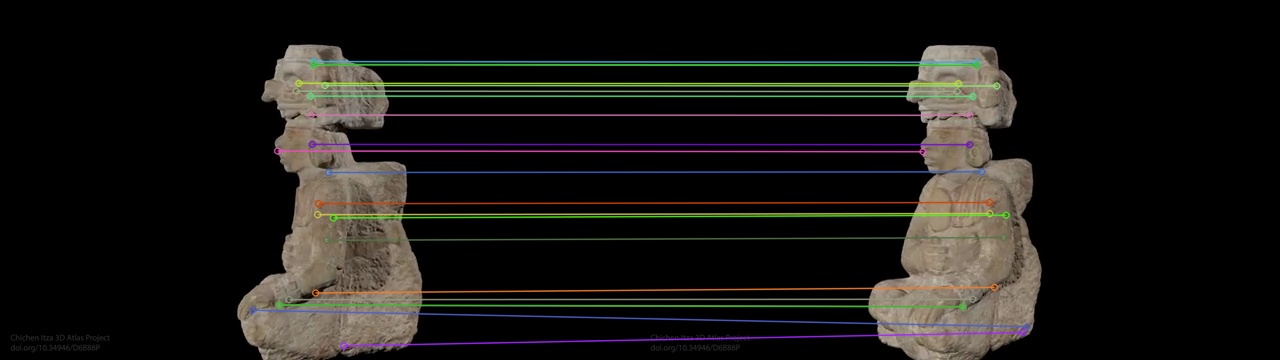 Chichen Itza 3D Atlas Project
doi.org/10.34946/D6B88P
Chichen Itza 3D Atlas Project
doi.org/10.34946/D6B88P